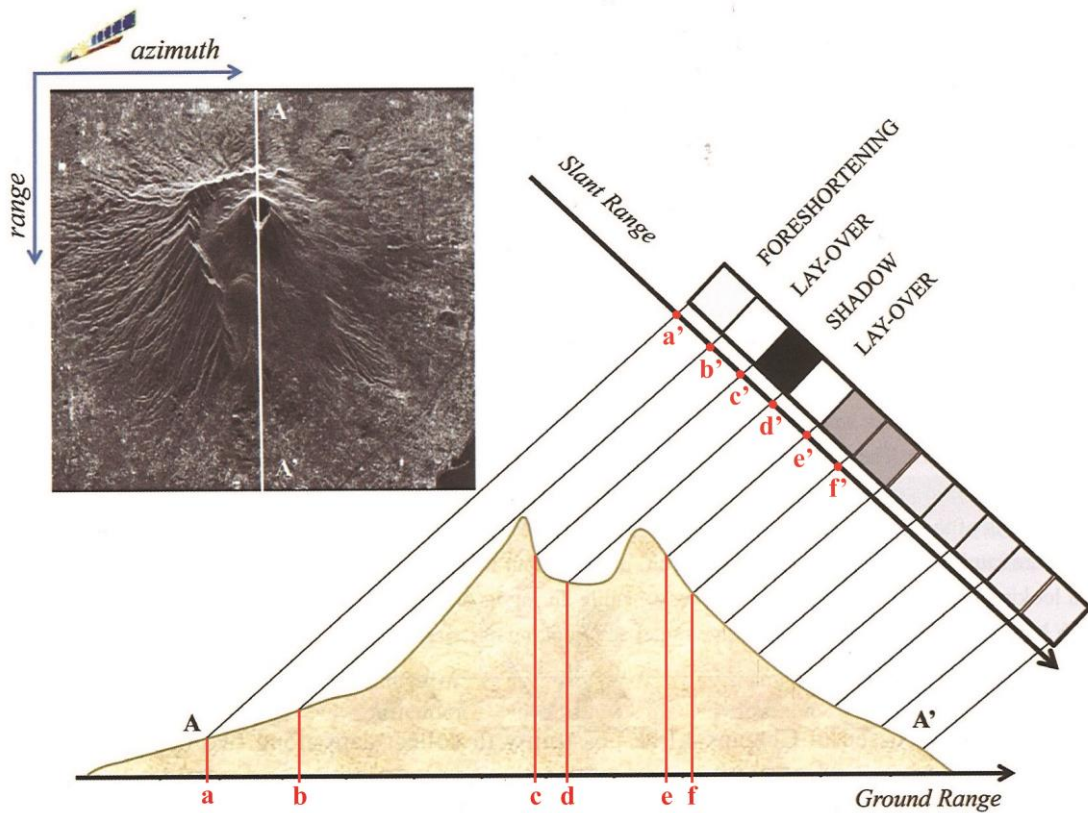 azimuth
range
A
A'
Slant Range
FORESHORTENING
LAY-OVER
SHADOW
LAY-OVER
a'
b'
c'
d'
e'
f'
A
A'
a
b
c
d
e
f
Ground Range